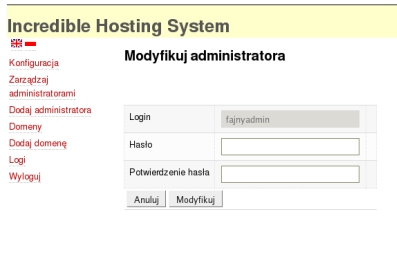 Incredible Hosting System
Konfiguracja
Zarządzaj
administratorami
Dodaj administratora
Domeny
Dodaj domenę
Logi
Wyloguj
Modyfikuj administratora
Login
fajnyadmin
Hasło
Potwierdzenie hasła
Anuluj
Modyfikuj